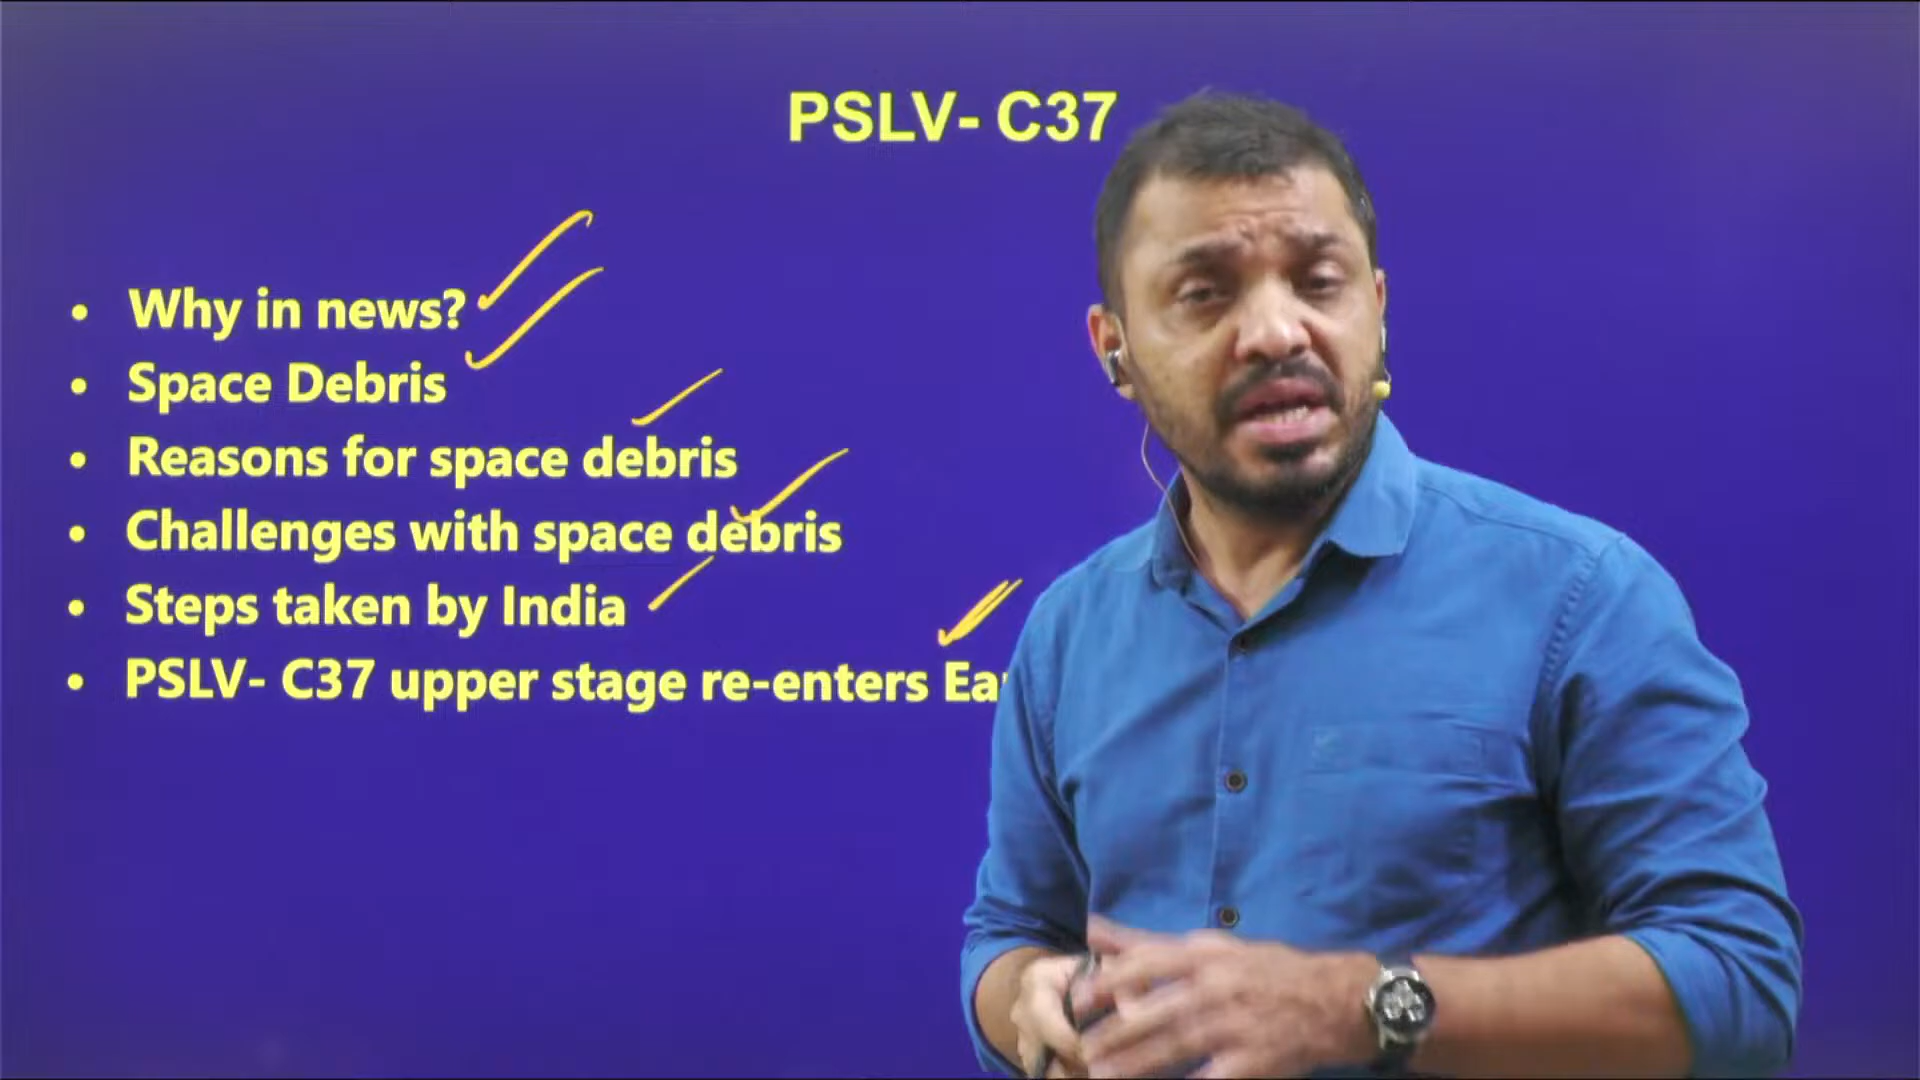 PSLV- C37
• Why in news?
• Space Debris
• Reasons for space debris
• Challenges with space debris
• Steps taken by India
• PSLV- C37 upper stage re-enters